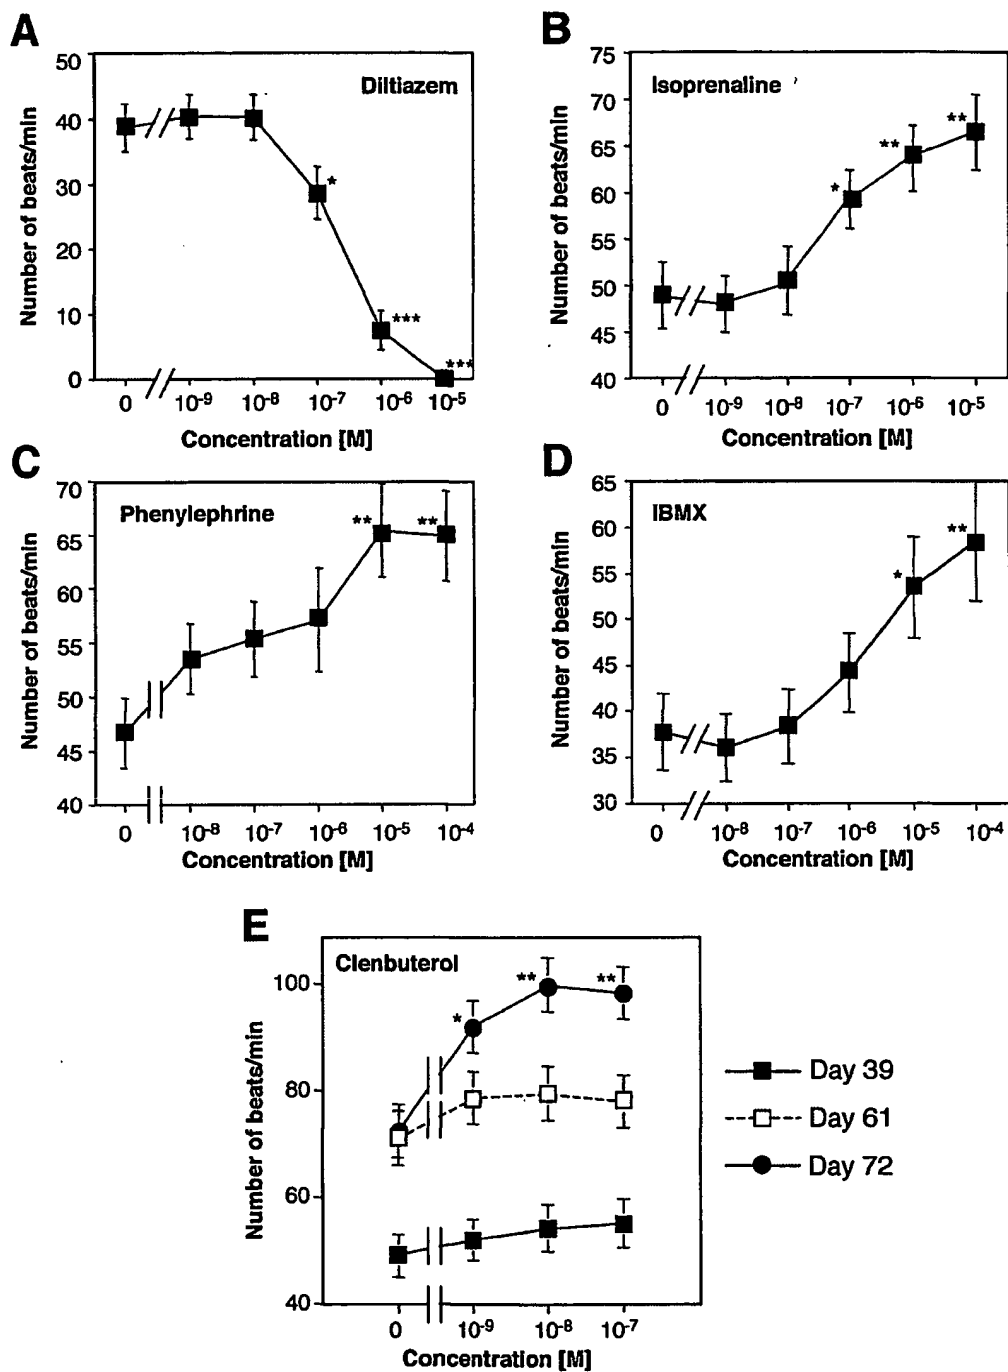 A
Diltiazem
Number of beats/min
50
40
30
20
10
0
*
***
***
0 10-9 10-8 10-7 10-6 10-5
Concentration [M]
B
Isoprenaline
Number of beats/min
75
70
65
60
55
50
45
40
*
**
**
0 10-9 10-8 10-7 10-6 10-5
Concentration [M]
C
Phenylephrine
Number of beats/min
70
65
60
55
50
45
40
** **
0 10-8 10-7 10-6 10-5 10-4
Concentration [M]
D
IBMX
Number of beats/min
65
60
55
50
45
40
35
30
*
**
0 10-8 10-7 10-6 10-5 10-4
Concentration [M]
E
Clenbuterol
Number of beats/min
100
80
60
40
*
** **
0 10-9 10-8 10-7
Concentration [M]
Day 39
Day 61
Day 72